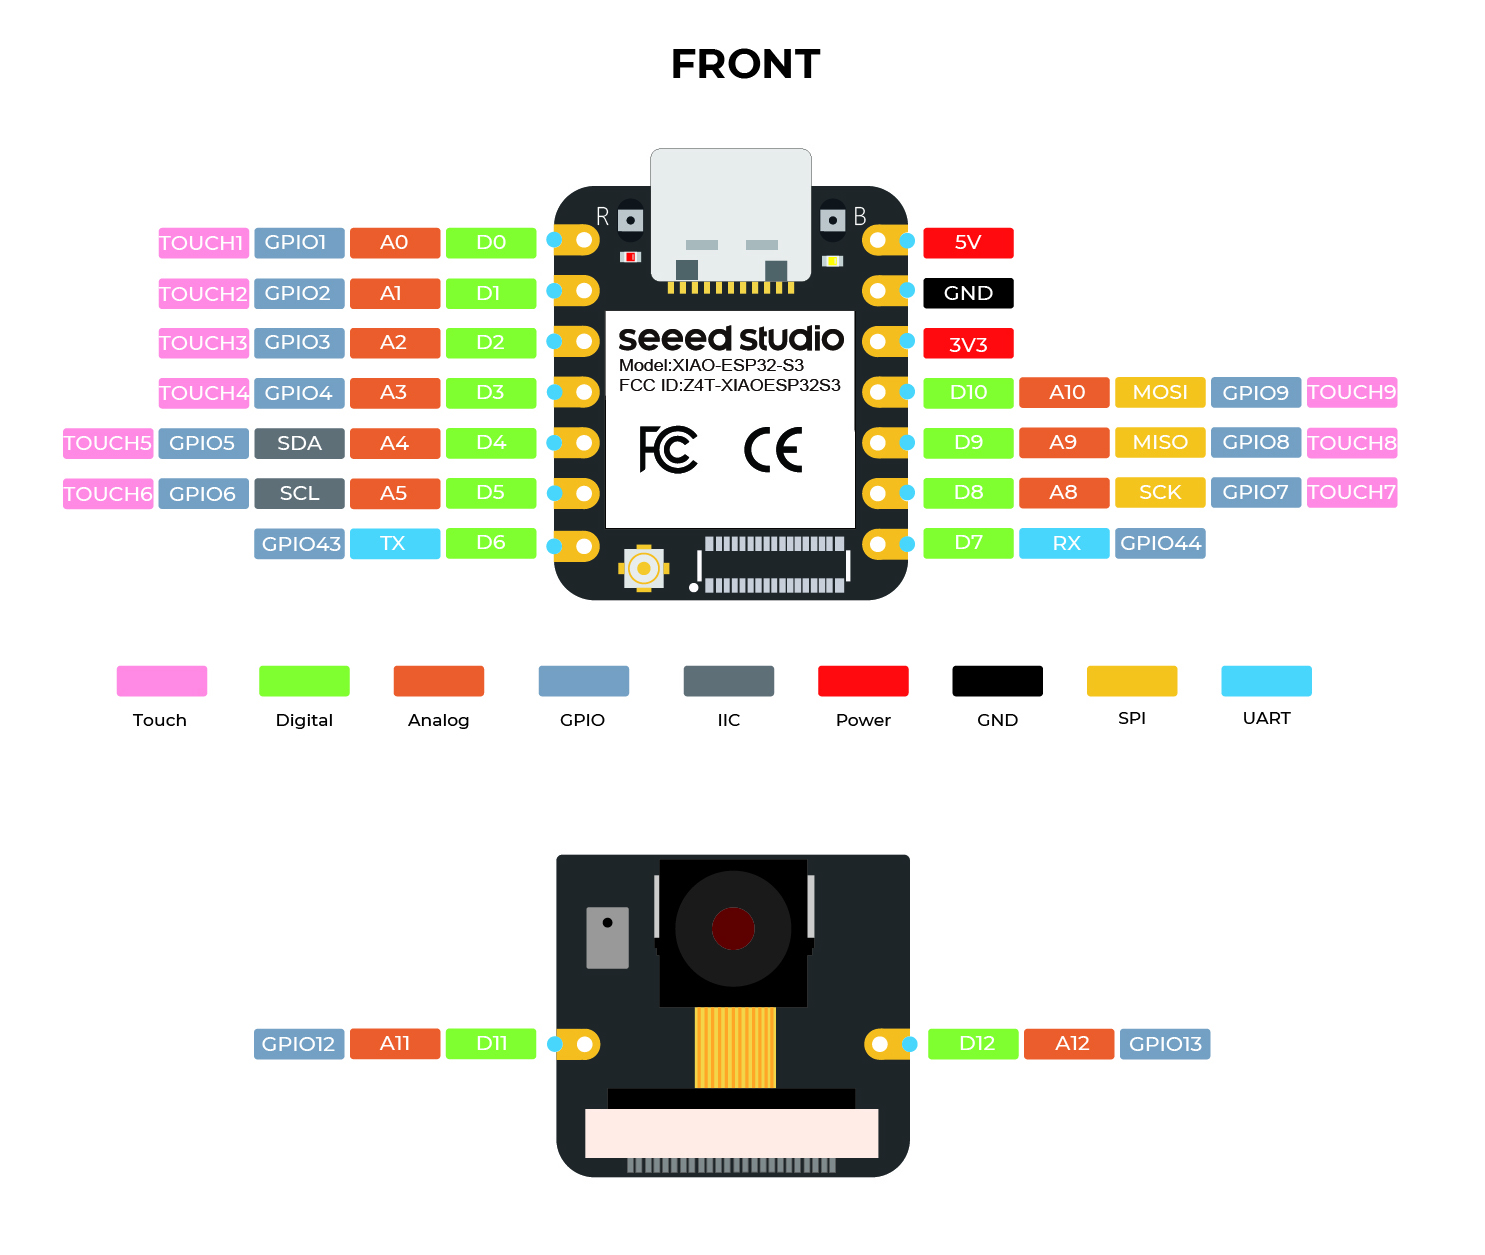 FRONT
R B
TOUCH1 GPIO1 A0 D0 5V
TOUCH2 GPIO2 A1 D1 GND
TOUCH3 GPIO3 A2 D2 3V3
TOUCH4 GPIO4 A3 D3 D10 A10 MOSI GPIO9 TOUCH9
TOUCH5 GPIO5 SDA A4 D4 D9 A9 MISO GPIO8 TOUCH8
TOUCH6 GPIO6 SCL A5 D5 D8 A8 SCK GPIO7 TOUCH7
GPIO43 TX D6 D7 RX GPIO44
seeed studio
Model:XIAO-ESP32-S3
FCC ID:Z4T-XIAOESP32S3
FC CE
Touch Digital Analog GPIO IIC Power GND SPI UART
GPIO12 A11 D11 D12 A12 GPIO13